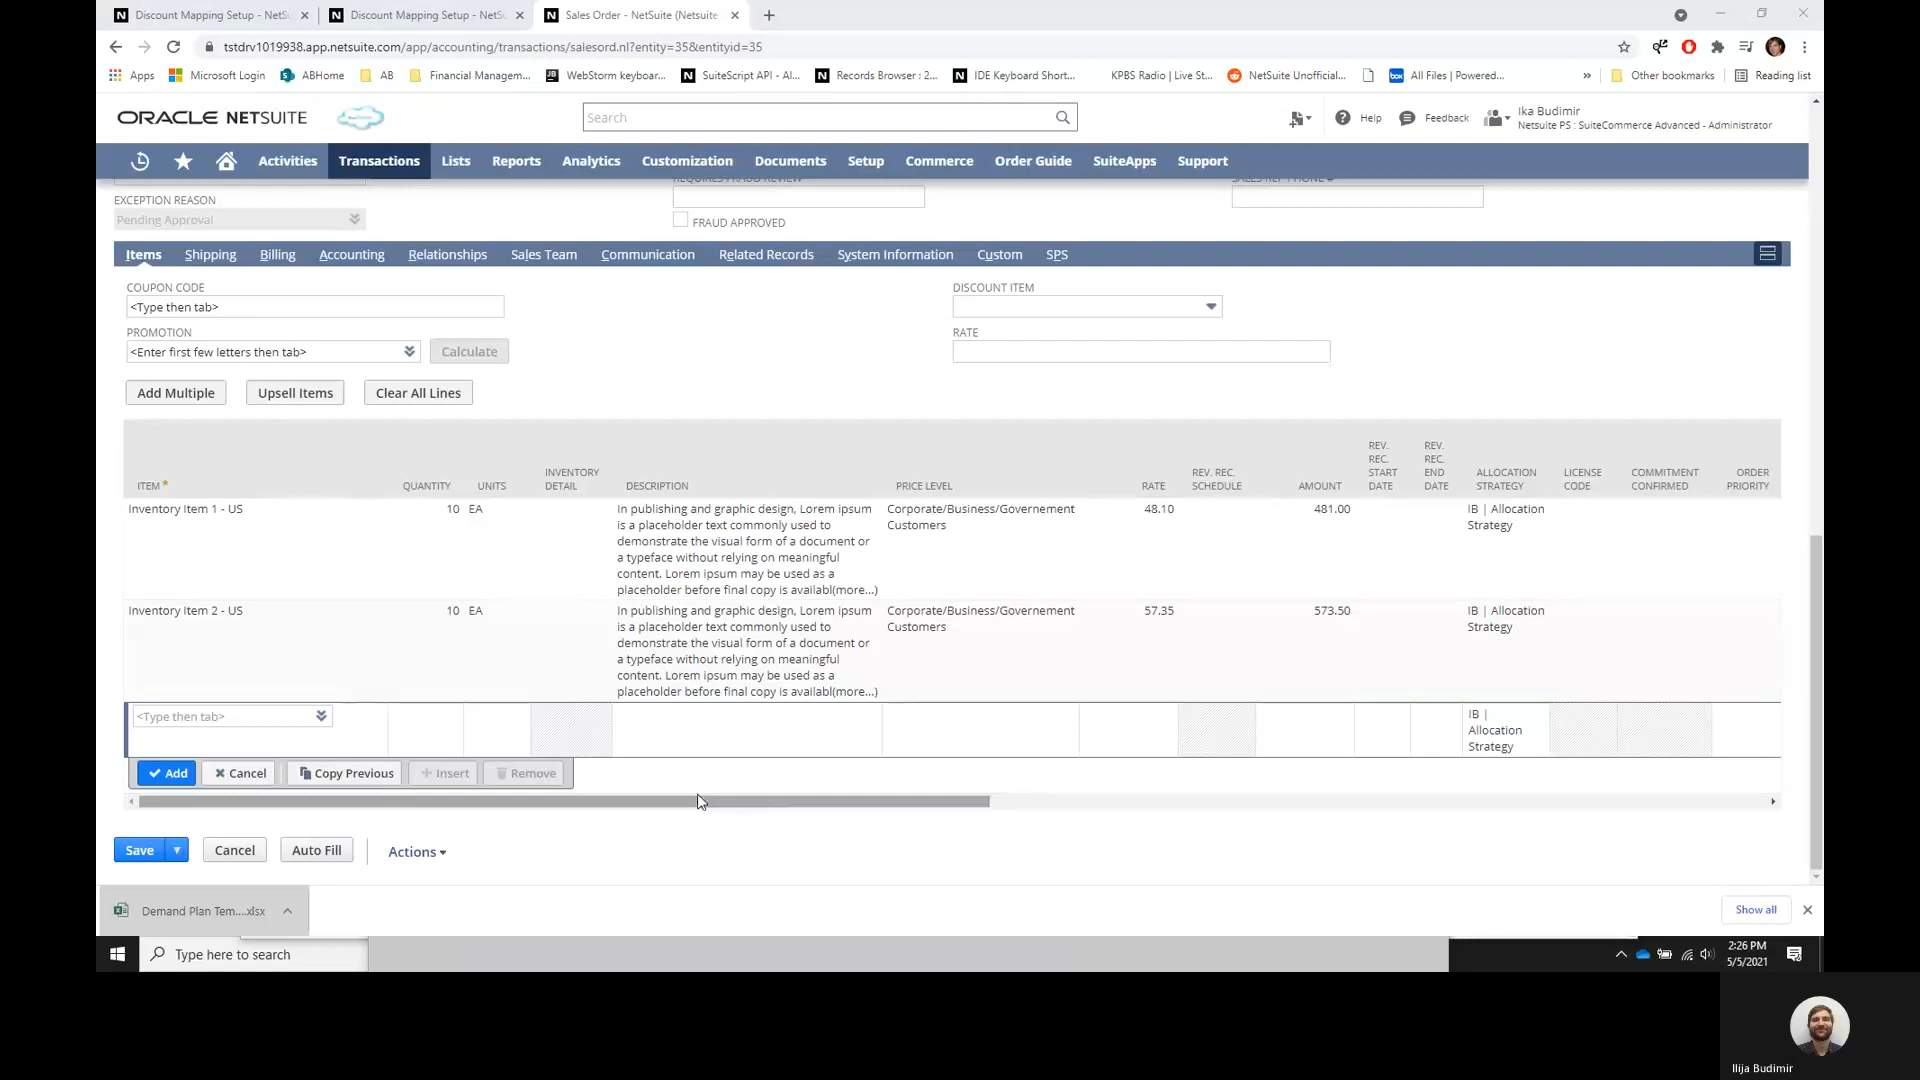 Discount Mapping Setup - NetS
Discount Mapping Setup - NetS
Sales Order - NetSuite (Netsuite
tstdrv1019938.app.netsuite.com/app/accounting/transactions/salesord.nl?entity=35&entityid=35
Apps
Microsoft Login
ABHome
AB
Financial Managem...
WebStorm keyboar...
SuiteScript API - Al...
Records Browser : 2...
IDE Keyboard Short...
KPBS Radio | Live St...
NetSuite Unofficial...
All Files | Powered...
»
Other bookmarks
Reading list
ORACLE NETSUITE
Search
Help
Feedback
Ika Budimir
Netsuite PS : SuiteCommerce Advanced - Administrator
Activities
Transactions
Lists
Reports
Analytics
Customization
Documents
Setup
Commerce
Order Guide
SuiteApps
Support
REQUIRES FRAUD REVIEW
SALES REP PHONE #
EXCEPTION REASON
Pending Approval
FRAUD APPROVED
Items
Shipping
Billing
Accounting
Relationships
Sales Team
Communication
Related Records
System Information
Custom
SPS
COUPON CODE
<Type then tab>
DISCOUNT ITEM
PROMOTION
<Enter first few letters then tab>
Calculate
RATE
Add Multiple
Upsell Items
Clear All Lines
ITEM *
QUANTITY
UNITS
INVENTORY
DETAIL
DESCRIPTION
PRICE LEVEL
RATE
REV. REC.
SCHEDULE
AMOUNT
REV.
REC.
START
DATE
REV.
REC.
END
DATE
ALLOCATION
STRATEGY
LICENSE
CODE
COMMITMENT
CONFIRMED
ORDER
PRIORITY
Inventory Item 1 - US
10
EA
In publishing and graphic design, Lorem ipsum
is a placeholder text commonly used to
demonstrate the visual form of a document or
a typeface without relying on meaningful
content. Lorem ipsum may be used as a
placeholder before final copy is availabl(more...)
Corporate/Business/Governement
Customers
48.10
481.00
IB | Allocation
Strategy
Inventory Item 2 - US
10
EA
In publishing and graphic design, Lorem ipsum
is a placeholder text commonly used to
demonstrate the visual form of a document or
a typeface without relying on meaningful
content. Lorem ipsum may be used as a
placeholder before final copy is availabl(more...)
Corporate/Business/Governement
Customers
57.35
573.50
IB | Allocation
Strategy
<Type then tab>
IB |
Allocation
Strategy
Add
Cancel
Copy Previous
Insert
Remove
Save
Cancel
Auto Fill
Actions
Demand Plan Tem....xlsx
Show all
Type here to search
2:26 PM
5/5/2021
Ilija Budimir